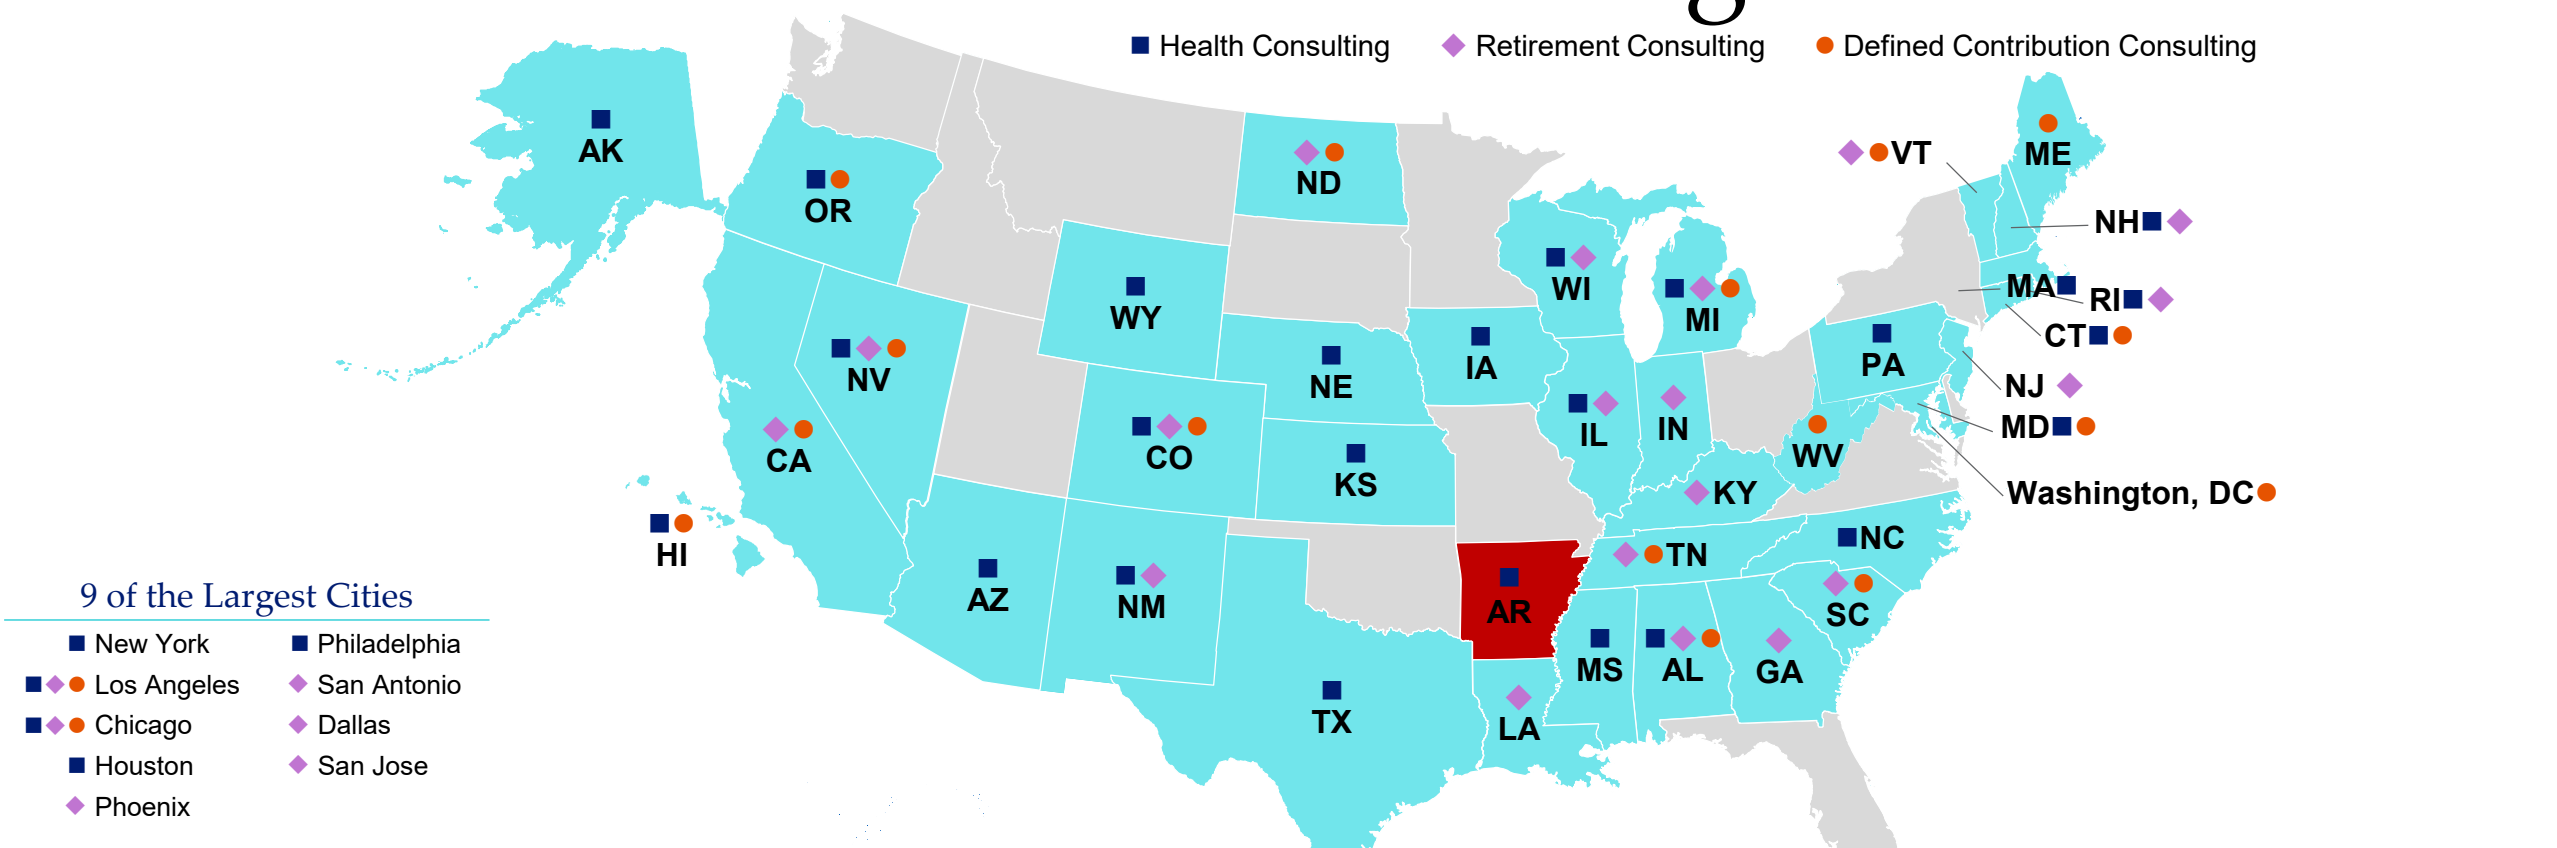 Health Consulting
Retirement Consulting
Defined Contribution Consulting
AK
OR
ND
VT
ME
NH
WI
MI
MA
RI
CT
WY
NV
NE
IA
PA
NJ
CA
CO
KS
IL
IN
WV
MD
KY
Washington, DC
HI
AZ
NM
AR
TN
NC
SC
TX
LA
MS
AL
GA
9 of the Largest Cities
New York
Philadelphia
Los Angeles
San Antonio
Chicago
Dallas
Houston
San Jose
Phoenix